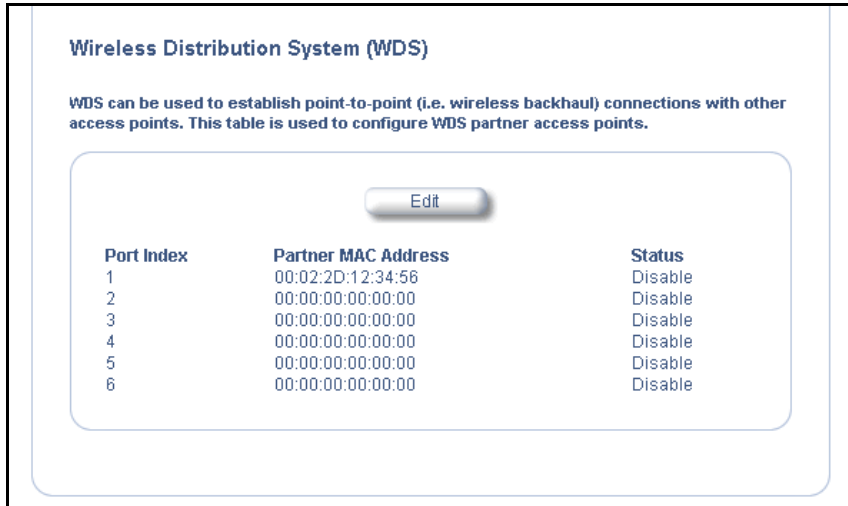 Wireless Distribution System (WDS)
WDS can be used to establish point-to-point (i.e. wireless backhaul) connections with other
access points. This table is used to configure WDS partner access points.
Edit
Port Index Partner MAC Address Status
1 00:02:2D:12:34:56 Disable
2 00:00:00:00:00:00 Disable
3 00:00:00:00:00:00 Disable
4 00:00:00:00:00:00 Disable
5 00:00:00:00:00:00 Disable
6 00:00:00:00:00:00 Disable